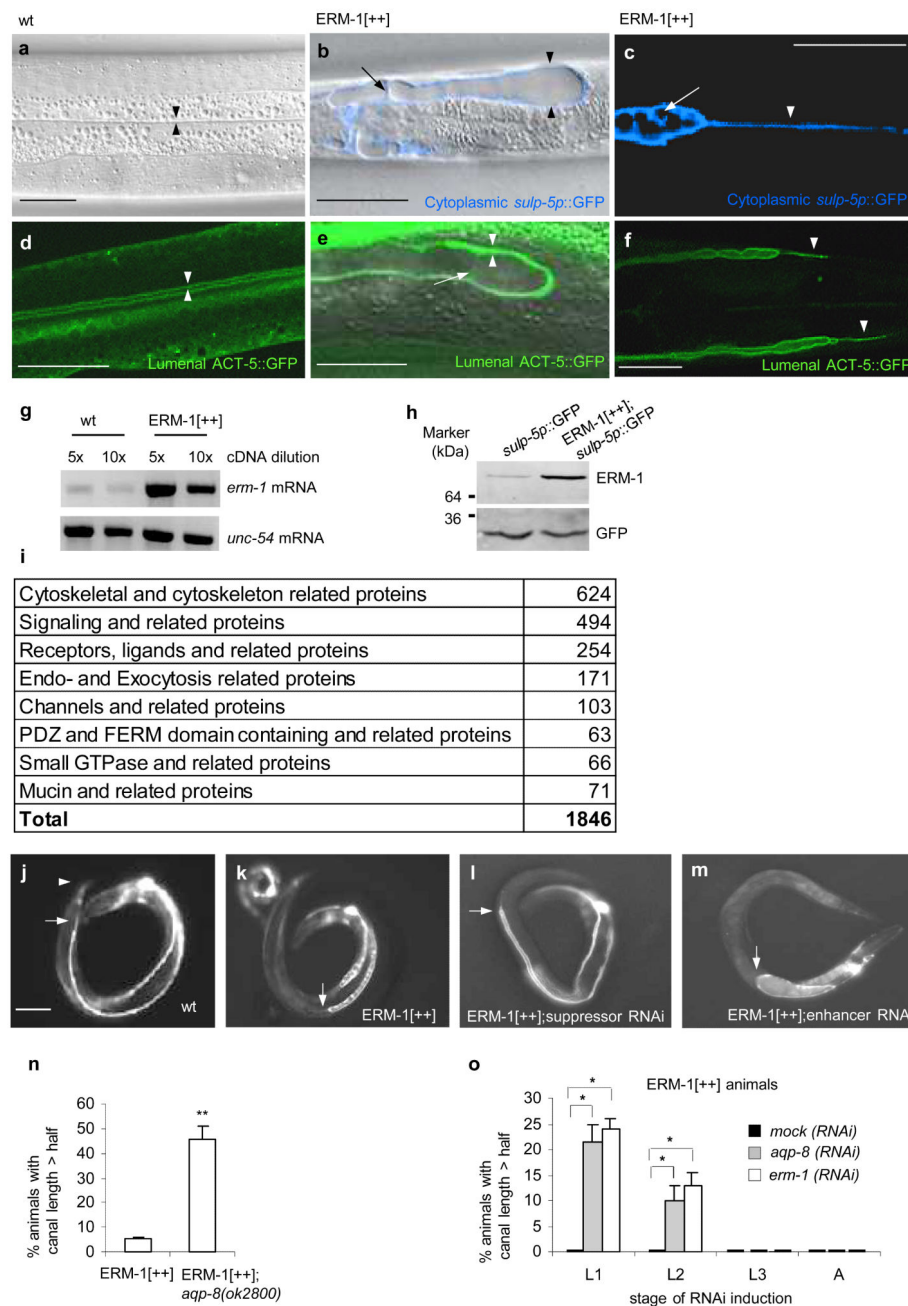 wt
ERM-1[++]
ERM-1[++]
a
b
Cytoplasmic sulp-5p::GFP
c
Cytoplasmic sulp-5p::GFP
d
Lumenal ACT-5::GFP
e
Lumenal ACT-5::GFP
f
Lumenal ACT-5::GFP
g
wt
ERM-1[++]
5x 10x 5x 10x cDNA dilution
erm-1 mRNA
unc-54 mRNA
h
Marker
(kDa)
sulp-5p::GFP
ERM-1[++];
sulp-5p::GFP
ERM-1
64
36
GFP
i
Cytoskeletal and cytoskeleton related proteins 624
Signaling and related proteins 494
Receptors, ligands and related proteins 254
Endo- and Exocytosis related proteins 171
Channels and related proteins 103
PDZ and FERM domain containing and related proteins 63
Small GTPase and related proteins 66
Mucin and related proteins 71
Total 1846
j
wt
k
ERM-1[++]
l
ERM-1[++];suppressor RNAi
m
ERM-1[++];enhancer RNAi
n
% animals with
canal length > half
70
60
50
40
30
20
10
0
**
ERM-1[++]
ERM-1[++];
aqp-8(ok2800)
o
ERM-1[++] animals
% animals with
canal length > half
30
25
20
15
10
5
0
*
*
*
*
mock (RNAi)
aqp-8 (RNAi)
erm-1 (RNAi)
L1 L2 L3 A
stage of RNAi induction